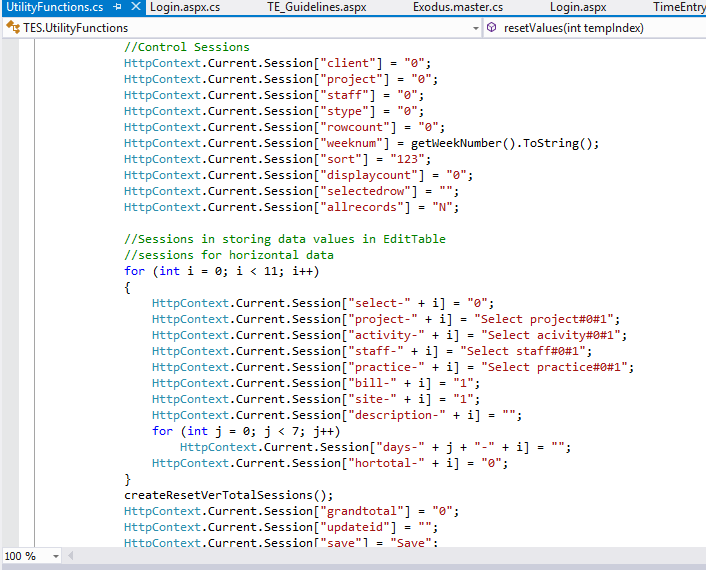 UtilityFunctions.cs Login.aspx.cs TE_Guidelines.aspx Exodus.master.cs Login.aspx TimeEntry
TES.UtilityFunctions resetValues(int tempIndex)
//Control Sessions
HttpContext.Current.Session["client"] = "0";
HttpContext.Current.Session["project"] = "0";
HttpContext.Current.Session["staff"] = "0";
HttpContext.Current.Session["stype"] = "0";
HttpContext.Current.Session["rowcount"] = "0";
HttpContext.Current.Session["weeknum"] = getWeekNumber().ToString();
HttpContext.Current.Session["sort"] = "123";
HttpContext.Current.Session["displaycount"] = "0";
HttpContext.Current.Session["selectedrow"] = "";
HttpContext.Current.Session["allrecords"] = "N";
//Sessions in storing data values in EditTable
//sessions for horizontal data
for (int i = 0; i < 11; i++)
{
HttpContext.Current.Session["select-" + i] = "0";
HttpContext.Current.Session["project-" + i] = "Select project#0#1";
HttpContext.Current.Session["activity-" + i] = "Select acivity#0#1";
HttpContext.Current.Session["staff-" + i] = "Select staff#0#1";
HttpContext.Current.Session["practice-" + i] = "Select practice#0#1";
HttpContext.Current.Session["bill-" + i] = "1";
HttpContext.Current.Session["site-" + i] = "1";
HttpContext.Current.Session["description-" + i] = "";
for (int j = 0; j < 7; j++)
HttpContext.Current.Session["days-" + j + "-" + i] = "";
HttpContext.Current.Session["hortotal-" + i] = "0";
}
createResetVerTotalSessions();
HttpContext.Current.Session["grandtotal"] = "0";
HttpContext.Current.Session["updateid"] = "";
HttpContext.Current.Session["save"] = "Save";
100 %